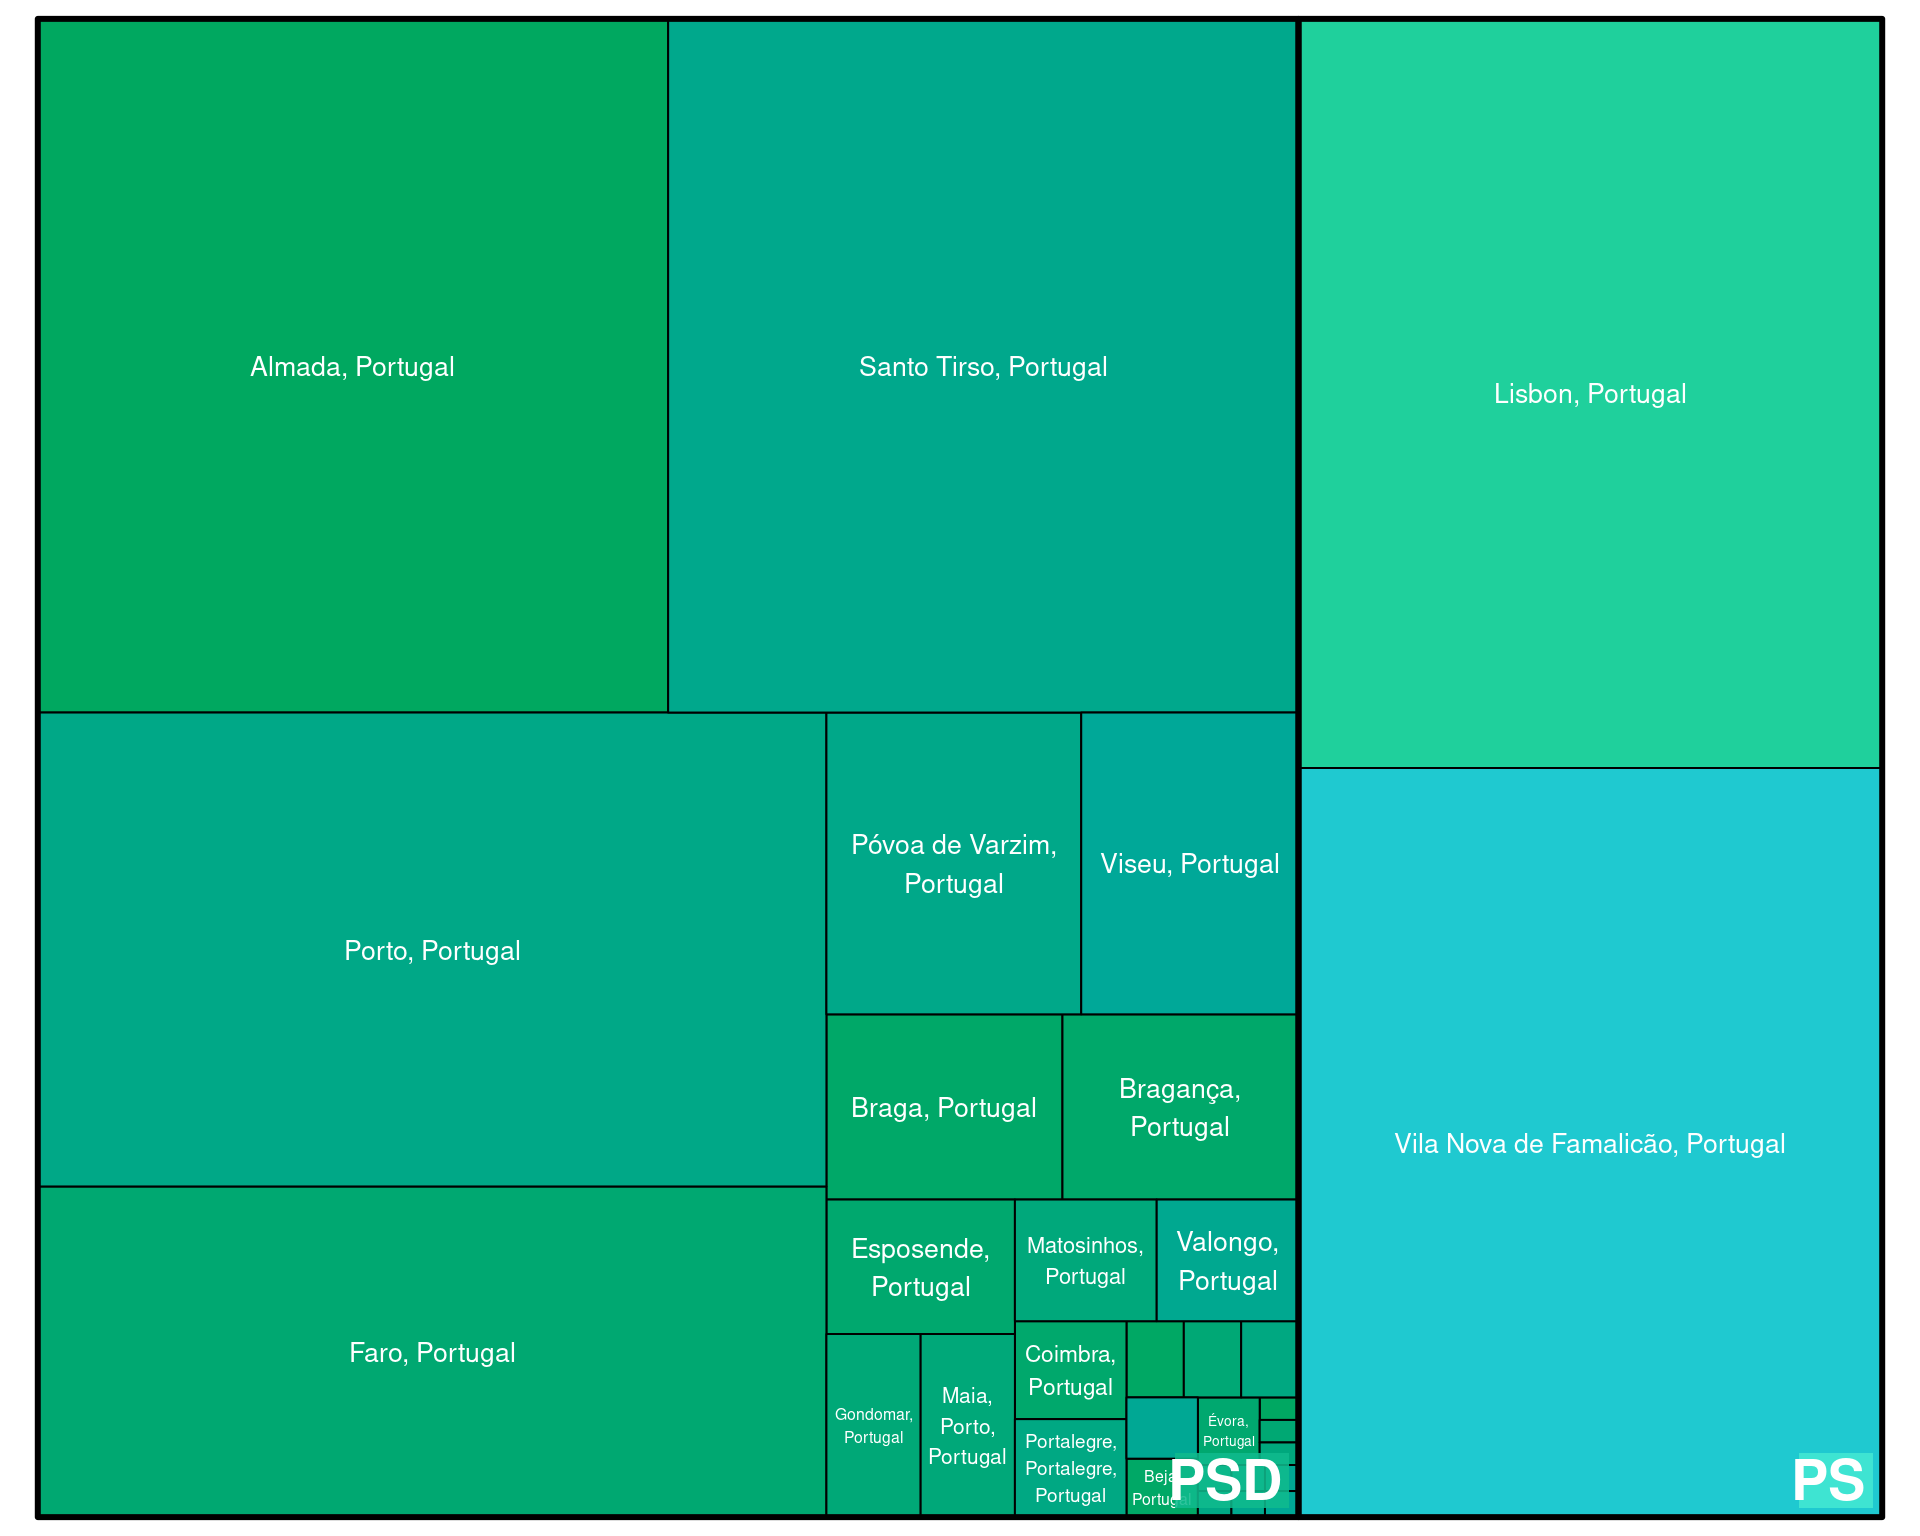 Almada, Portugal
Santo Tirso, Portugal
Lisbon, Portugal
Porto, Portugal
Póvoa de Varzim,
Portugal
Viseu, Portugal
Braga, Portugal
Bragança,
Portugal
Vila Nova de Famalicão, Portugal
Faro, Portugal
Esposende,
Portugal
Matosinhos,
Portugal
Valongo,
Portugal
Gondomar,
Portugal
Maia,
Porto,
Portugal
Coimbra,
Portugal
Portalegre,
Portalegre,
Portugal
Évora,
Portugal
Beja,
Portugal
PSD
PS